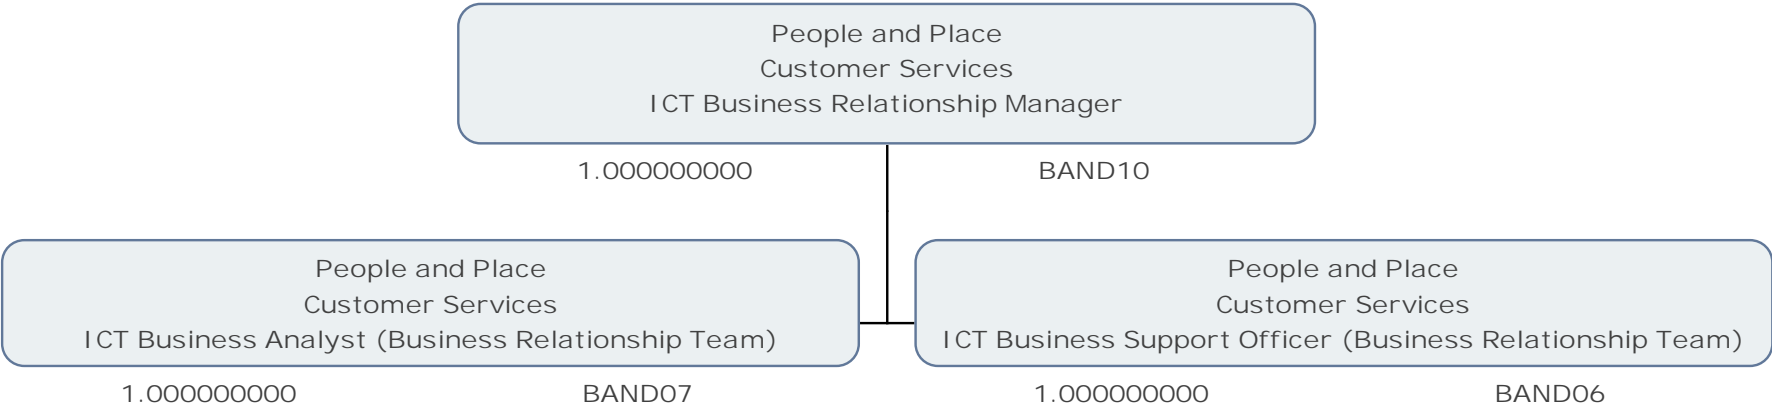 People and Place
Customer Services
ICT Business Relationship Manager
1.000000000 BAND10
People and Place
Customer Services
ICT Business Analyst (Business Relationship Team)
1.000000000 BAND07
People and Place
Customer Services
ICT Business Support Officer (Business Relationship Team)
1.000000000 BAND06